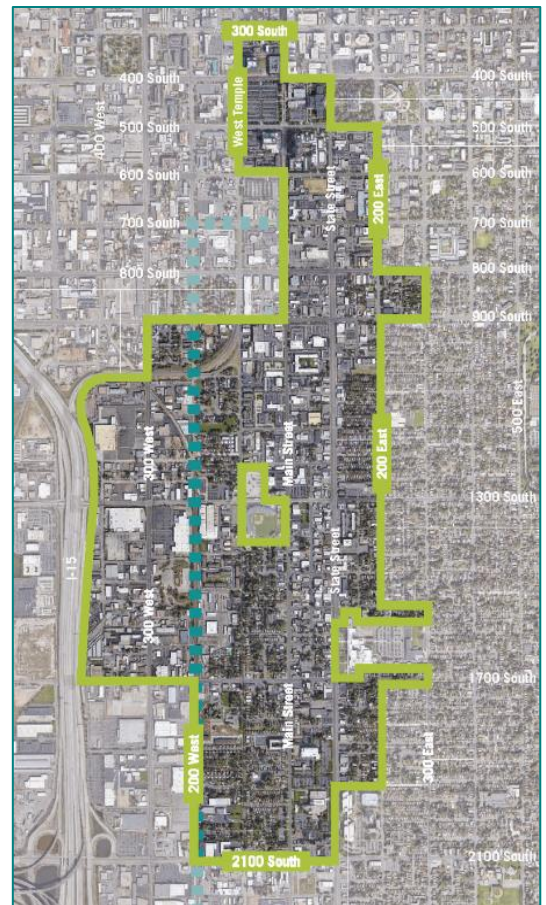 300 South
400 South
400 South
West Temple
400 West
500 South
500 South
600 South
600 South
State Street
200 East
700 South
700 South
800 South
800 South
900 South
500 East
300 West
Main Street
200 East
1300 South
State Street
I-15
300 West
1700 South
Main Street
200 West
300 East
2100 South
2100 South